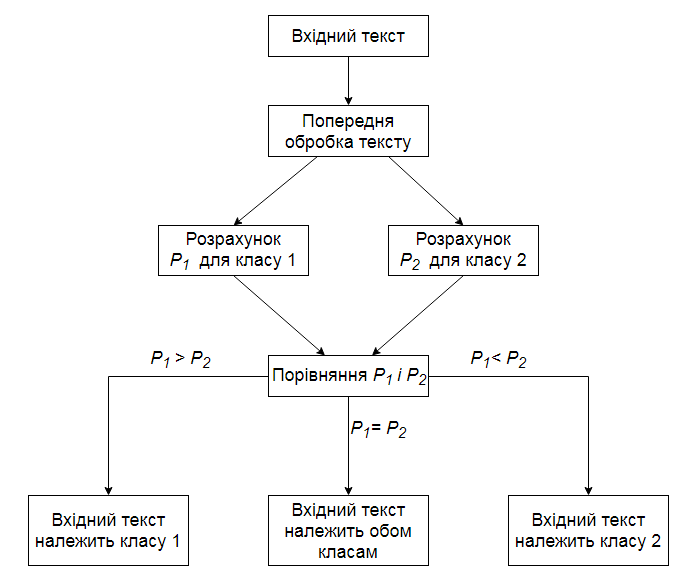 Вхідний текст
Попередня
обробка тексту
Розрахунок
P1 для класу 1
Розрахунок
P2 для класу 2
P1 > P2
Порівняння P1 і P2
P1< P2
P1= P2
Вхідний текст
належить класу 1
Вхідний текст
належить обом
класам
Вхідний текст
належить класу 2